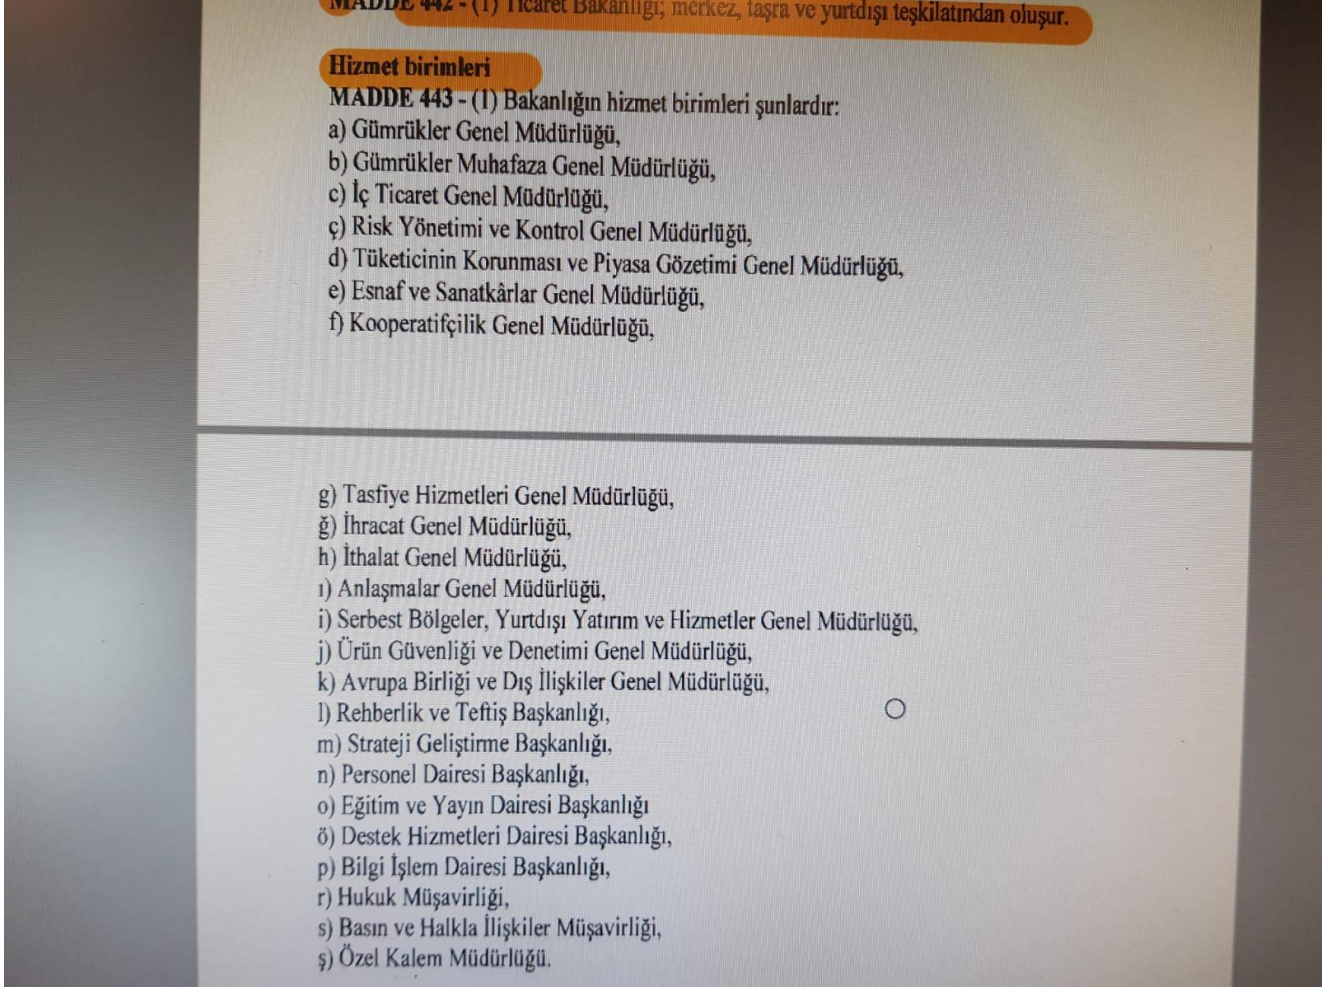 MADDE 442 - (1) Ticaret Bakanlığı; merkez, taşra ve yurtdışı teşkilatından oluşur.
Hizmet birimleri
MADDE 443 - (1) Bakanlığın hizmet birimleri şunlardır:
a) Gümrükler Genel Müdürlüğü,
b) Gümrükler Muhafaza Genel Müdürlüğü,
c) İç Ticaret Genel Müdürlüğü,
ç) Risk Yönetimi ve Kontrol Genel Müdürlüğü,
d) Tüketicinin Korunması ve Piyasa Gözetimi Genel Müdürlüğü,
e) Esnaf ve Sanatkârlar Genel Müdürlüğü,
f) Kooperatifçilik Genel Müdürlüğü,
g) Tasfiye Hizmetleri Genel Müdürlüğü,
ğ) İhracat Genel Müdürlüğü,
h) İthalat Genel Müdürlüğü,
ı) Anlaşmalar Genel Müdürlüğü,
i) Serbest Bölgeler, Yurtdışı Yatırım ve Hizmetler Genel Müdürlüğü,
j) Ürün Güvenliği ve Denetimi Genel Müdürlüğü,
k) Avrupa Birliği ve Dış İlişkiler Genel Müdürlüğü,
l) Rehberlik ve Teftiş Başkanlığı,
m) Strateji Geliştirme Başkanlığı,
n) Personel Dairesi Başkanlığı,
o) Eğitim ve Yayın Dairesi Başkanlığı
ö) Destek Hizmetleri Dairesi Başkanlığı,
p) Bilgi İşlem Dairesi Başkanlığı,
r) Hukuk Müşavirliği,
s) Basın ve Halkla İlişkiler Müşavirliği,
ş) Özel Kalem Müdürlüğü.